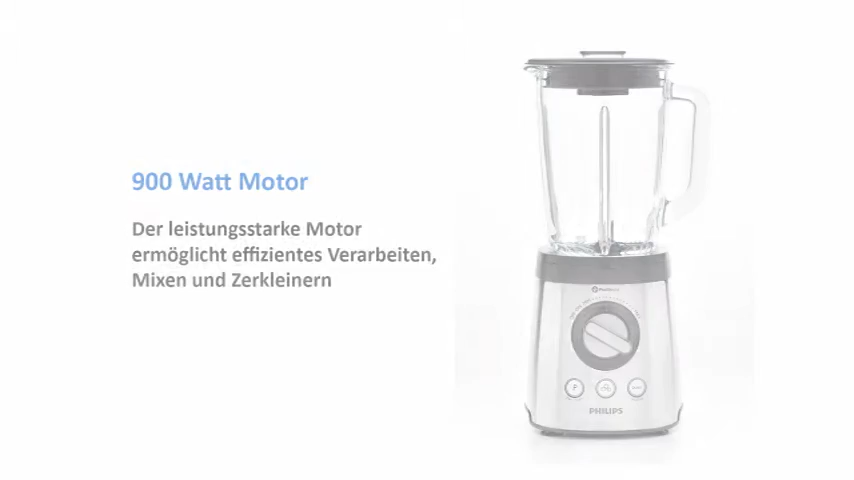 900 Watt Motor
Der leistungsstarke Motor
ermöglicht effizientes Verarbeiten,
Mixen und Zerkleinern
P
PHILIPS